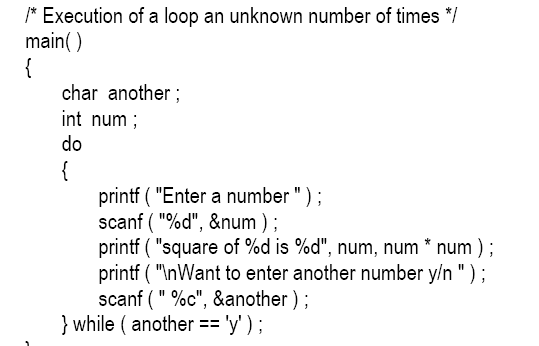 /* Execution of a loop an unknown number of times */
main( )
{
char another ;
int num ;
do
{
printf ( "Enter a number " ) ;
scanf ( "%d", &num ) ;
printf ( "square of %d is %d", num, num * num ) ;
printf ( "\nWant to enter another number y/n " ) ;
scanf ( " %c", &another ) ;
} while ( another == 'y' ) ;